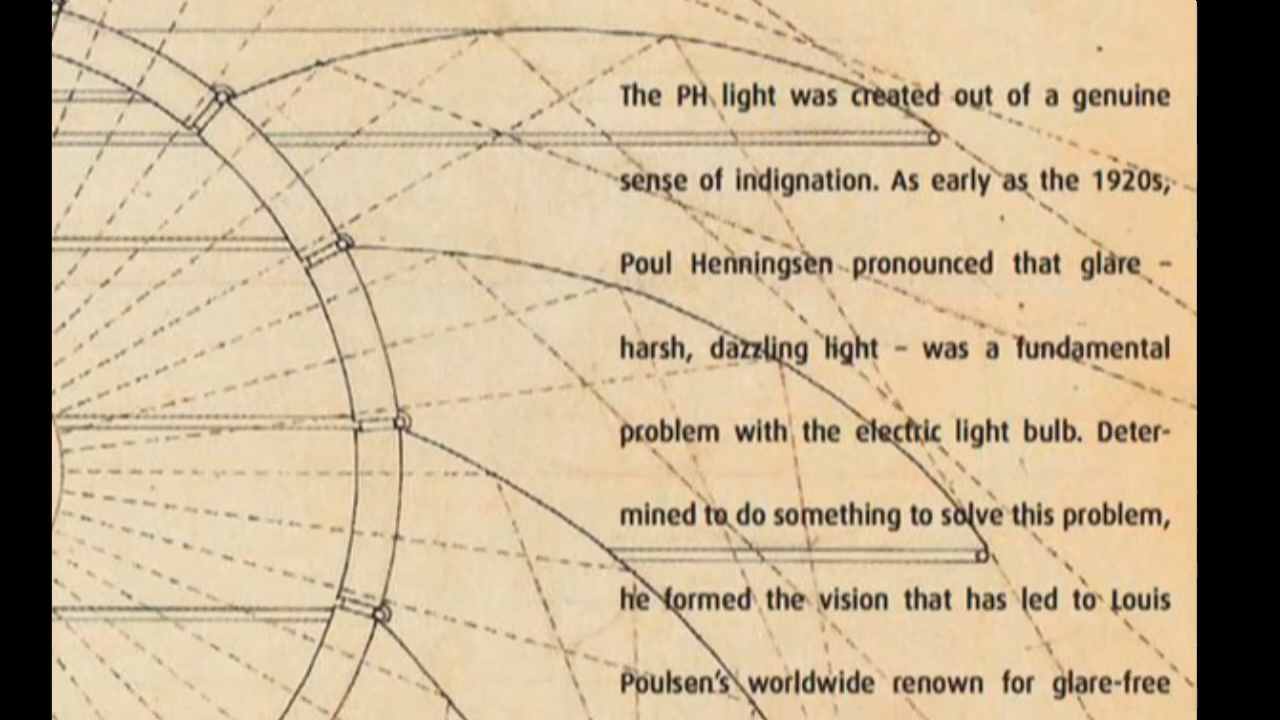 The PH light was created out of a genuine
sense of indignation. As early as the 1920s,
Poul Henningsen pronounced that glare –
harsh, dazzling light – was a fundamental
problem with the electric light bulb. Deter-
mined to do something to solve this problem,
he formed the vision that has led to Louis
Poulsen's worldwide renown for glare-free